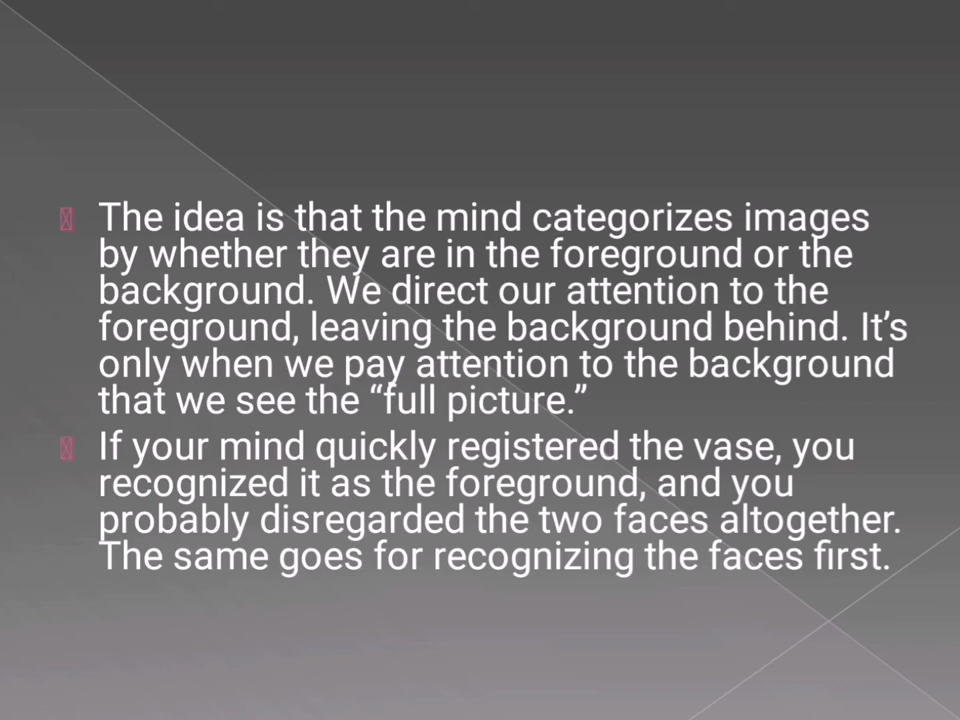 The idea is that the mind categorizes images
by whether they are in the foreground or the
background. We direct our attention to the
foreground, leaving the background behind. It’s
only when we pay attention to the background
that we see the “full picture.”
If your mind quickly registered the vase, you
recognized it as the foreground, and you
probably disregarded the two faces altogether.
The same goes for recognizing the faces first.